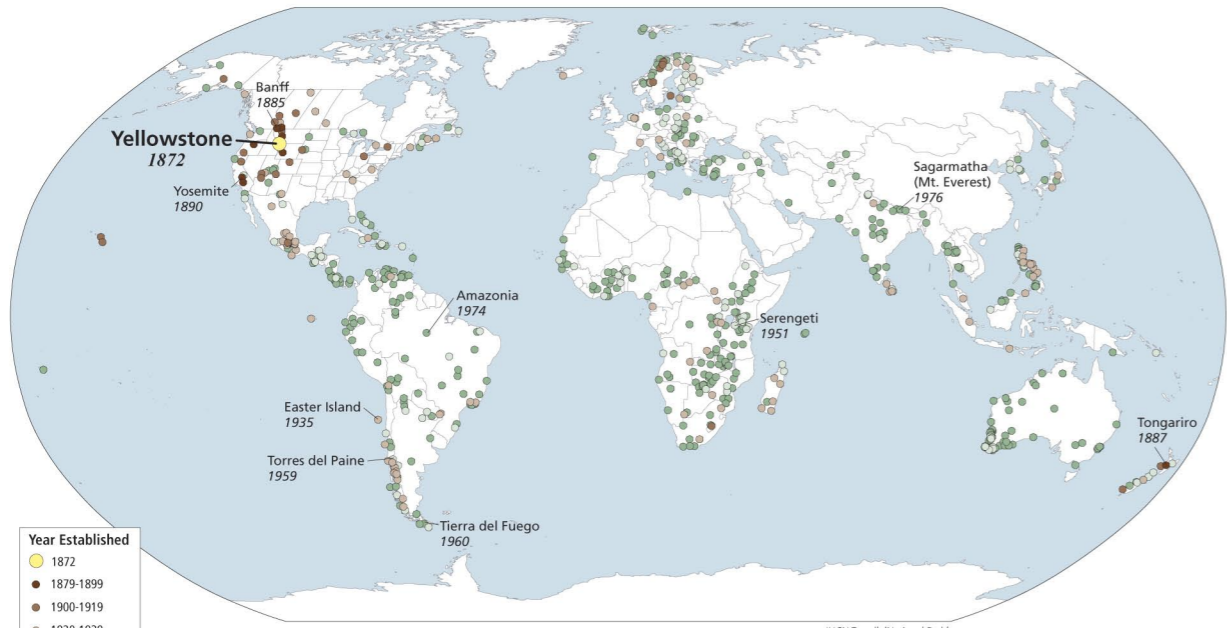 Banff
1885
Yellowstone
1872
Yosemite
1890
Sagarmatha
(Mt. Everest)
1976
Amazonia
1974
Serengeti
1951
Easter Island
1935
Torres del Paine
1959
Tongariro
1887
Tierra del Fuego
1960
Year Established
1872
1879-1899
1900-1919